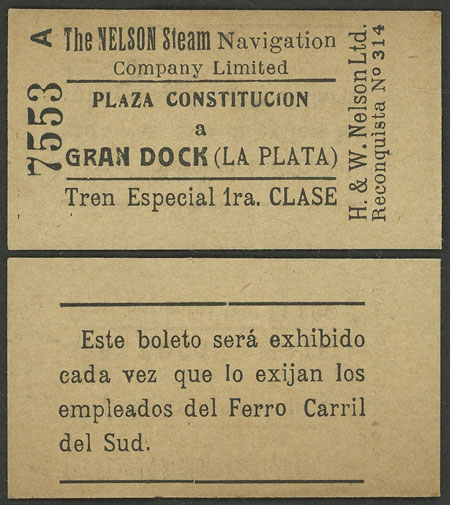 A
7553
The NELSON Steam Navigation
Company Limited
PLAZA CONSTITUCION
a
GRAN DOCK (LA PLATA)
Tren Especial 1ra. CLASE
H. & W. Nelson Ltd.
Reconquista Nº 314
Este boleto será exhibido
cada vez que lo exijan los
empleados del Ferro Carril
del Sud.